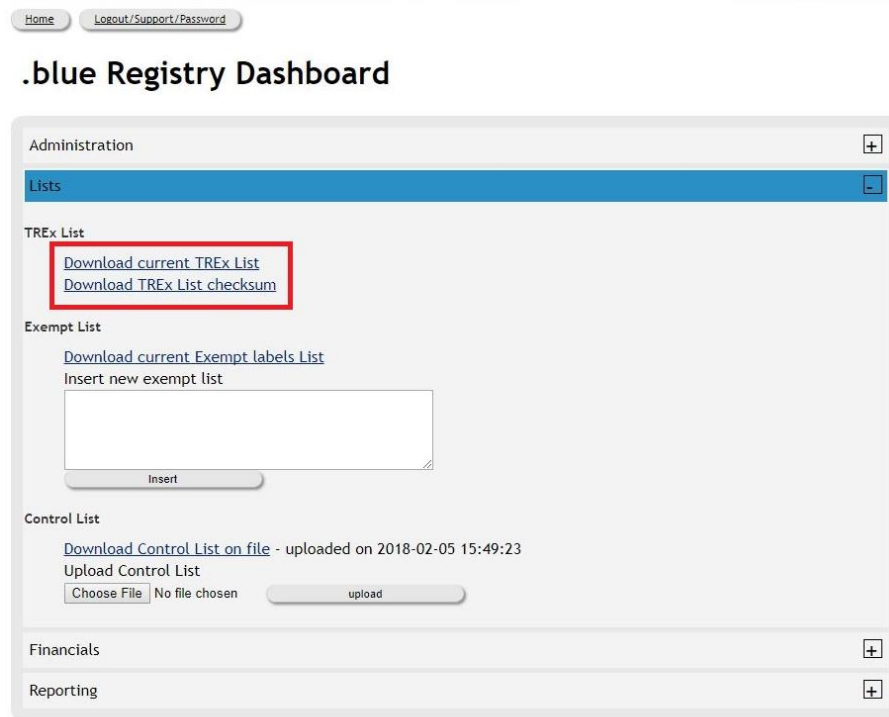 Home Logout/Support/Password
.blue Registry Dashboard
Administration +
Lists -
TREx List
Download current TREx List
Download TREx List checksum
Exempt List
Download current Exempt labels List
Insert new exempt list
Insert
Control List
Download Control List on file - uploaded on 2018-02-05 15:49:23
Upload Control List
Choose File No file chosen upload
Financials +
Reporting +